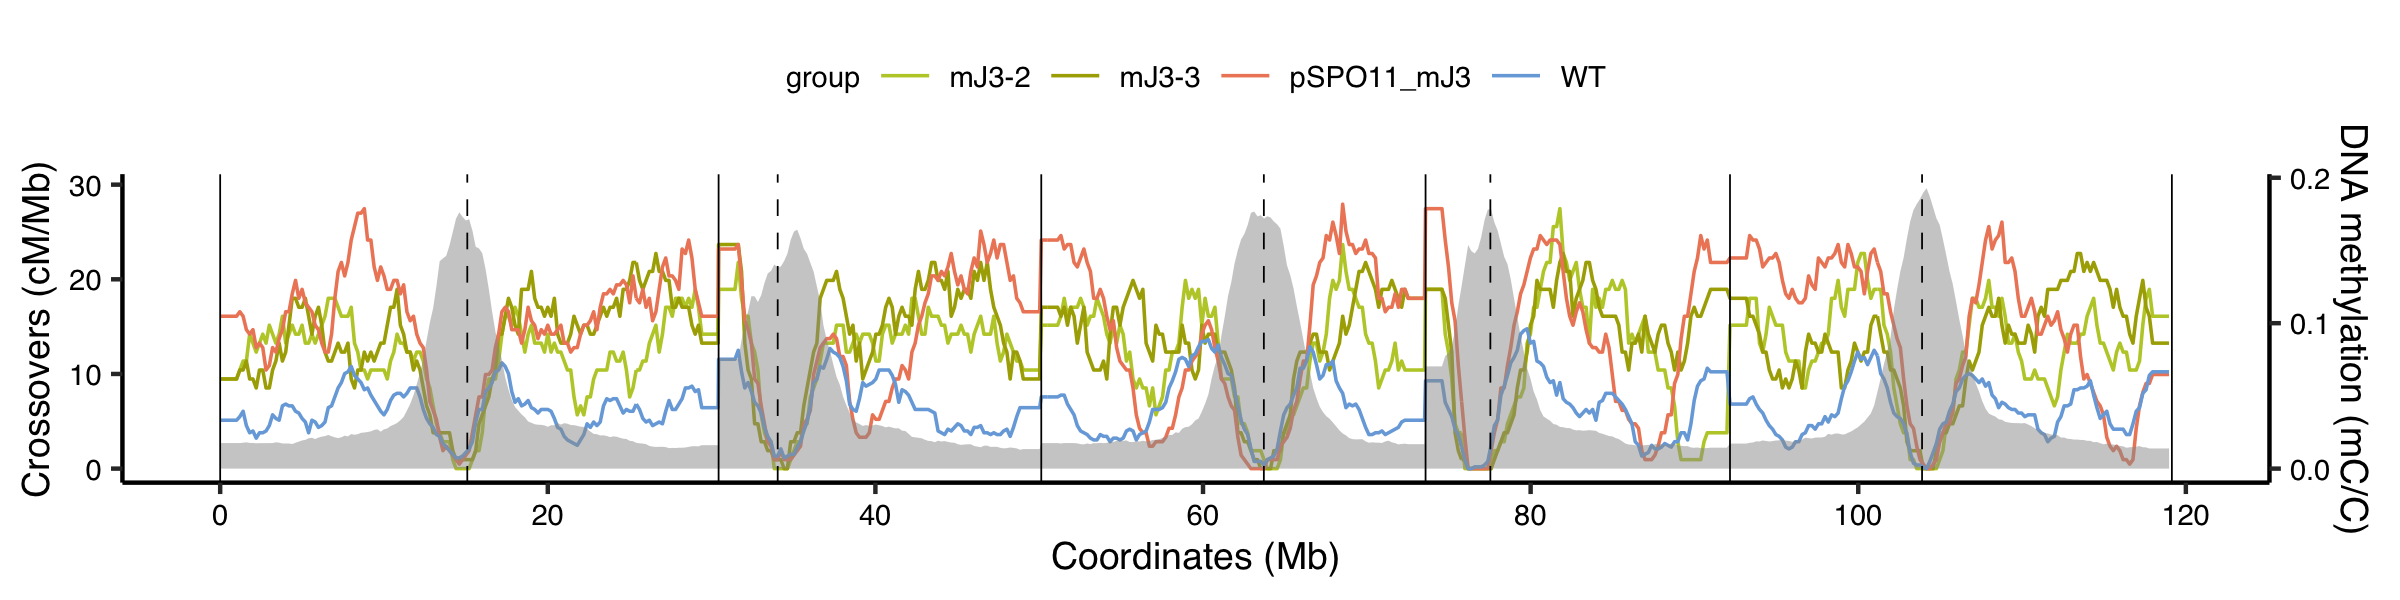 group mJ3-2 mJ3-3 pSPO11_mJ3 WT
Crossovers (cM/Mb)
30
20
10
0
DNA methylation (mC/C)
0.2
0.1
0.0
0 20 40 60 80 100 120
Coordinates (Mb)